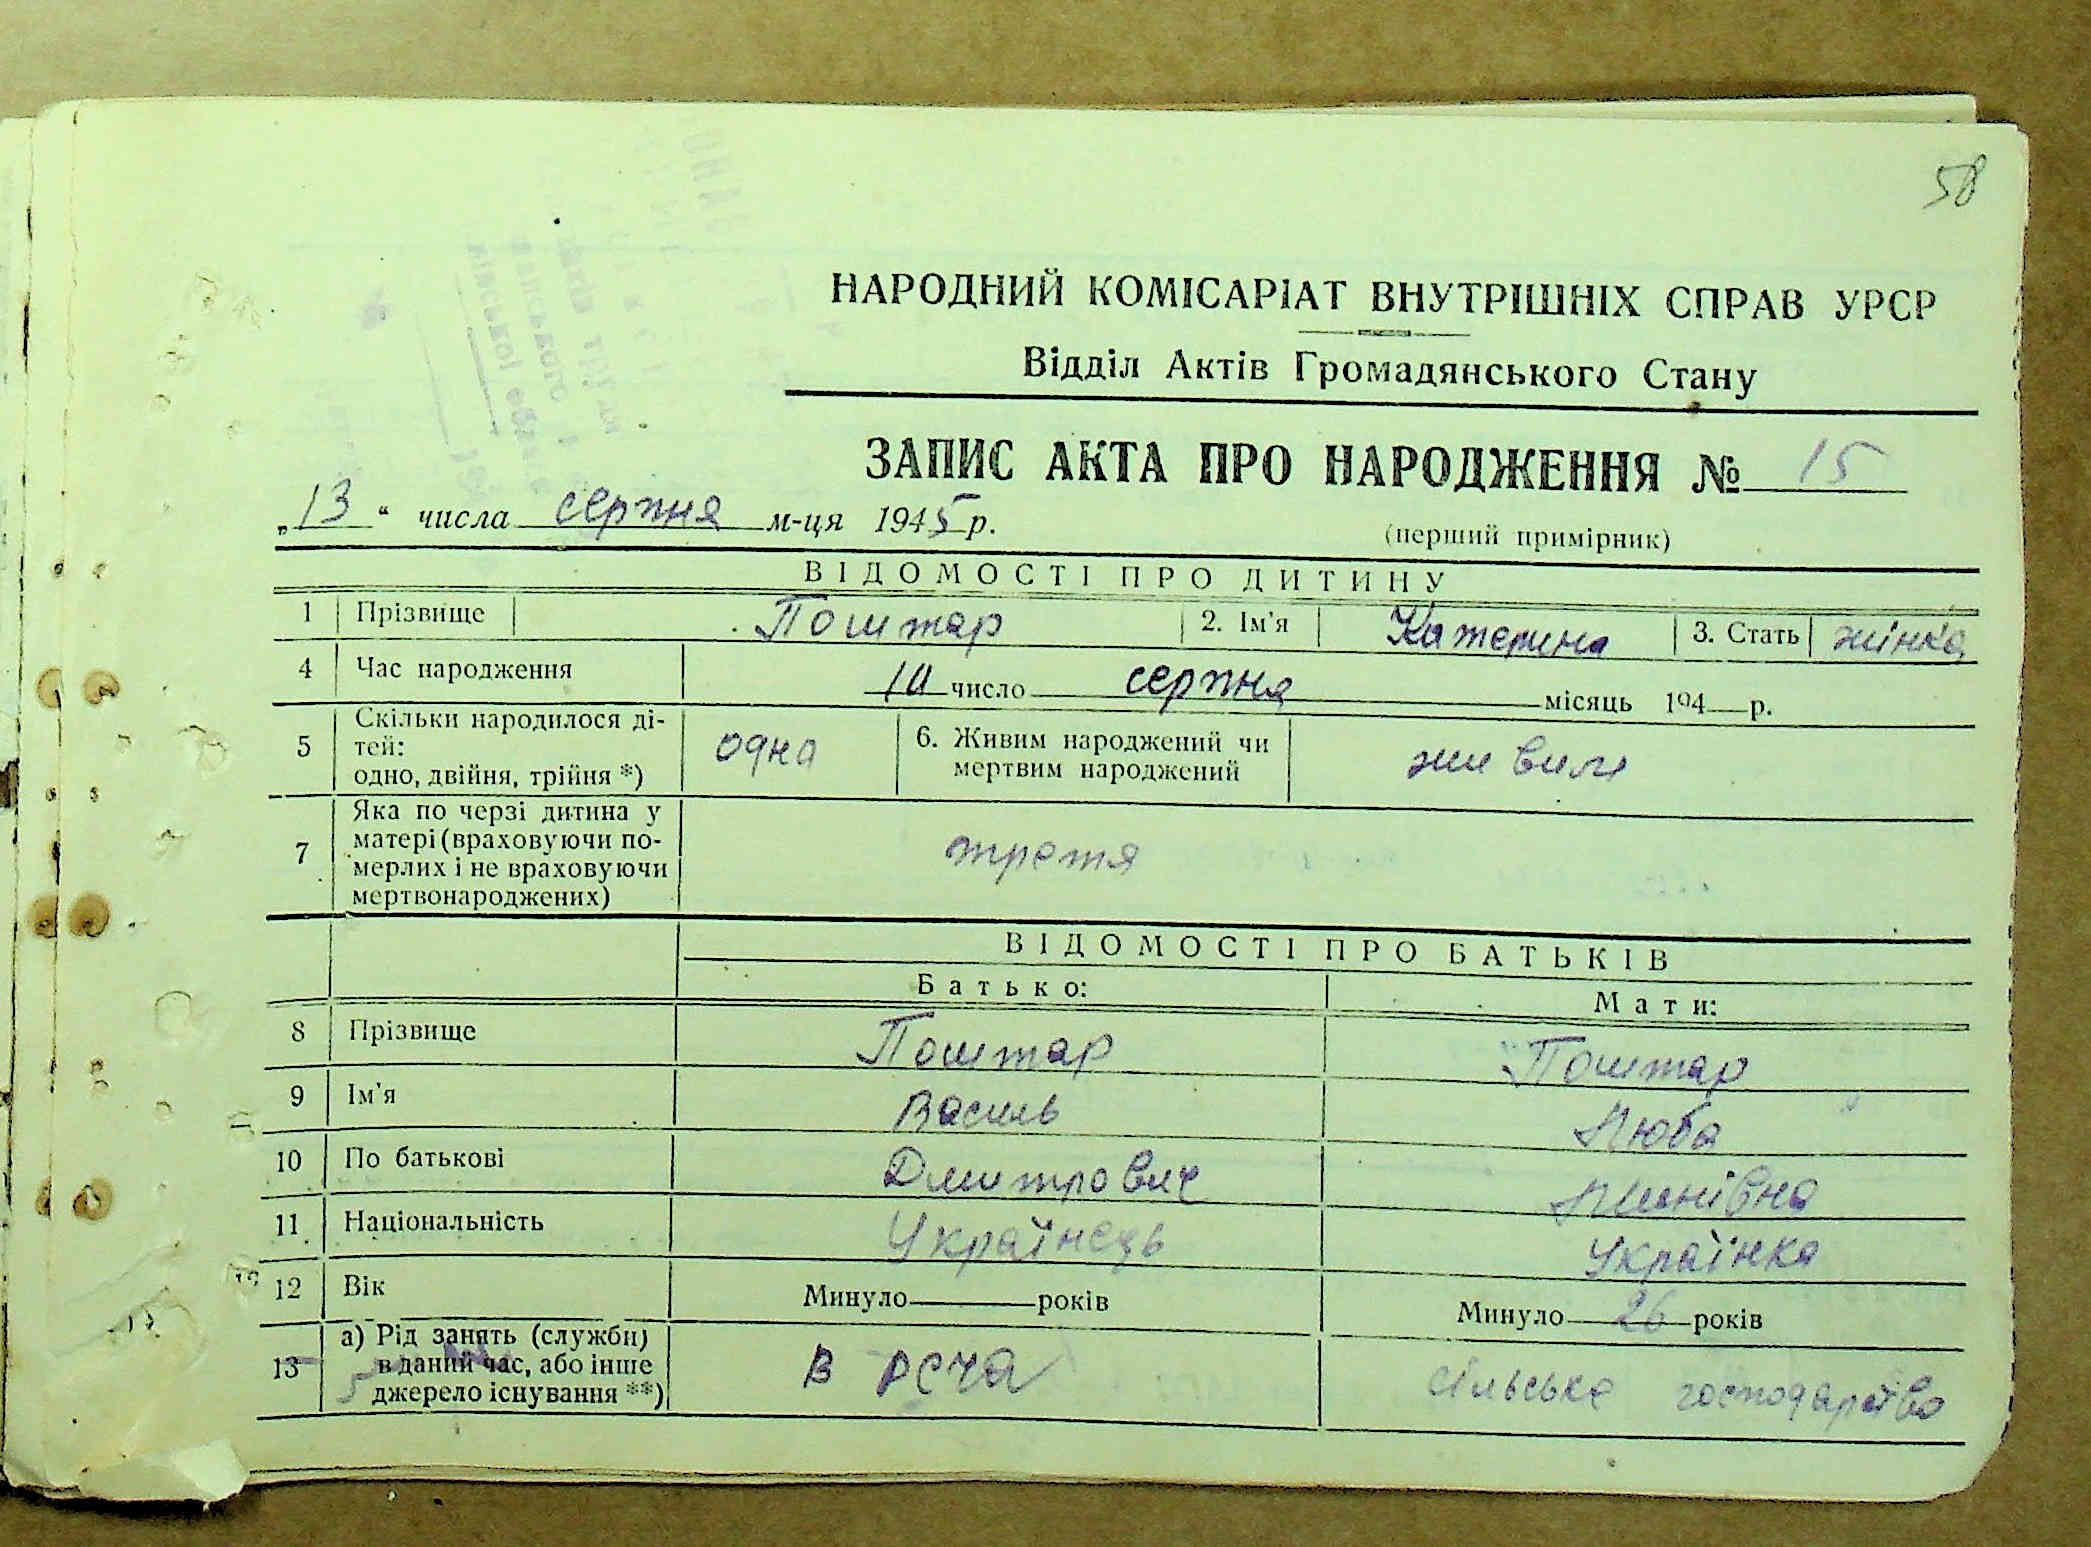 58
НАРОДНИЙ КОМІСАРІАТ ВНУТРІШНІХ СПРАВ УРСР
Відділ Актів Громадянського Стану
ЗАПИС АКТА ПРО НАРОДЖЕННЯ № 15
„13“ числа серпня м-ця 1945 р.
(перший примірник)
ВІДОМОСТІ ПРО ДИТИНУ
1 Прізвище Поштар 2. Ім'я Катерина 3. Стать жінка
4 Час народження 10 число серпня місяць 194 р.
5 Скільки народилося ді-
тей:
одно, двійня, трійня *) одна 6. Живим народжений чи
мертвим народжений живим
7 Яка по черзі дитина у
матері (враховуючи по-
мерлих і не враховуючи
мертвонароджених) третя
ВІДОМОСТІ ПРО БАТЬКІВ
Батько: Мати:
8 Прізвище Поштар Поштар
9 Ім'я Василь Люба
10 По батькові Дмитрович
11 Національність Українець Українка
12 Вік Минуло років Минуло 26 років
13 а) Рід занять (служби)
в даний час, або інше
джерело існування **) в РСЧА сільське господарство